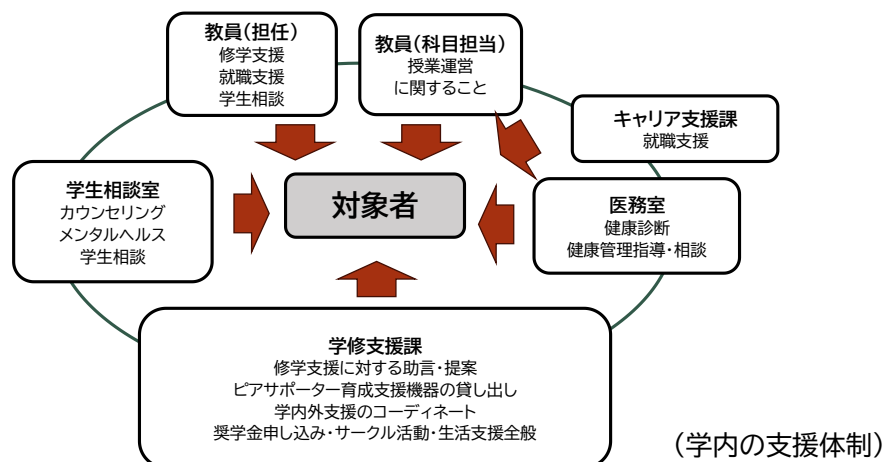 教員(担任)
修学支援
就職支援
学生相談
教員(科目担当)
授業運営
に関すること
キャリア支援課
就職支援
学生相談室
カウンセリング
メンタルヘルス
学生相談
対象者
医務室
健康診断
健康管理指導・相談
学修支援課
修学支援に対する助言・提案
ピアサポーター育成支援機器の貸し出し
学内外支援のコーディネート
奨学金申し込み・サークル活動・生活支援全般
(学内の支援体制)